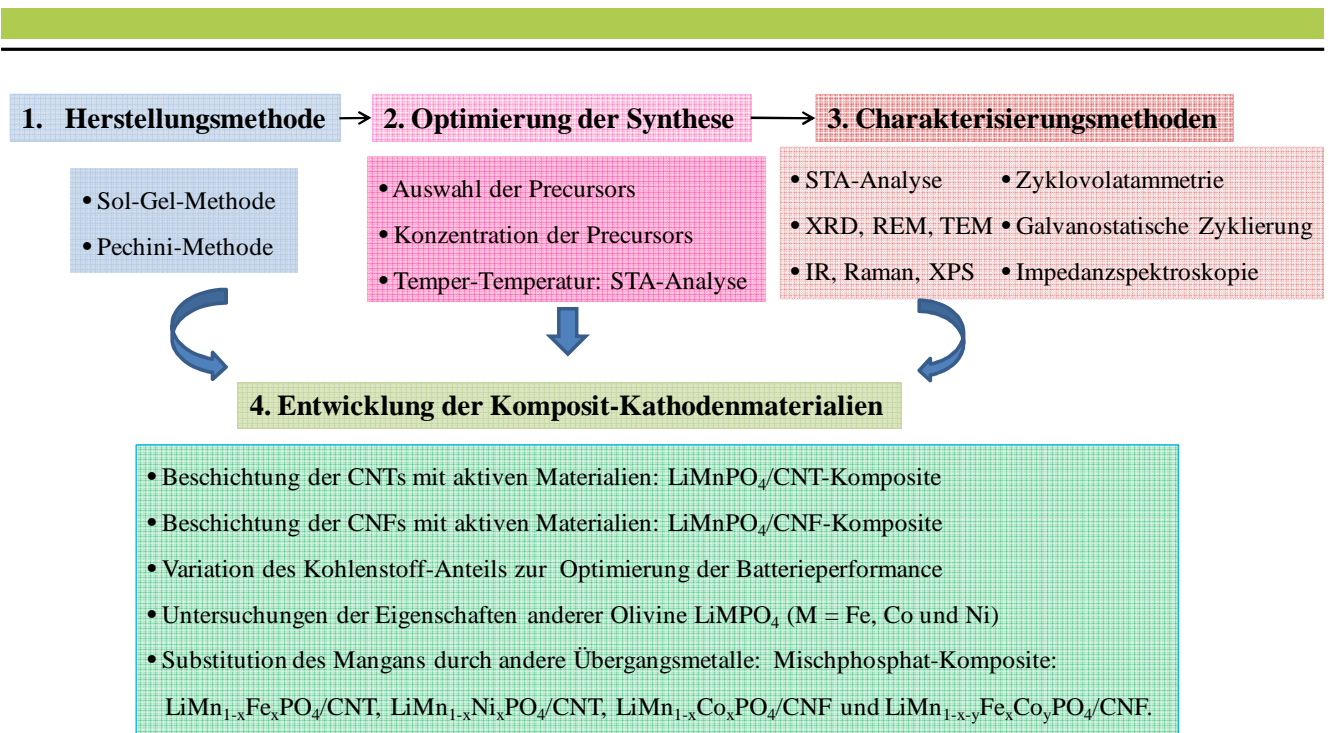 1. Herstellungsmethode
2. Optimierung der Synthese
3. Charakterisierungsmethoden
• Sol-Gel-Methode
• Pechini-Methode
• Auswahl der Precursors
• Konzentration der Precursors
• Temper-Temperatur: STA-Analyse
• STA-Analyse • Zyklovolatammetrie
• XRD, REM, TEM • Galvanostatische Zyklierung
• IR, Raman, XPS • Impedanzspektroskopie
4. Entwicklung der Komposit-Kathodenmaterialien
• Beschichtung der CNTs mit aktiven Materialien: LiMnPO₄/CNT-Komposite
• Beschichtung der CNFs mit aktiven Materialien: LiMnPO₄/CNF-Komposite
• Variation des Kohlenstoff-Anteils zur Optimierung der Batterieperformance
• Untersuchungen der Eigenschaften anderer Olivine LiMPO₄ (M = Fe, Co und Ni)
• Substitution des Mangans durch andere Übergangsmetalle: Mischphosphat-Komposite:
LiMn₁₋ₓFeₓPO₄/CNT, LiMn₁₋ₓNiₓPO₄/CNT, LiMn₁₋ₓCoₓPO₄/CNF und LiMn₁₋ₓ₋yFeₓCoyPO₄/CNF.